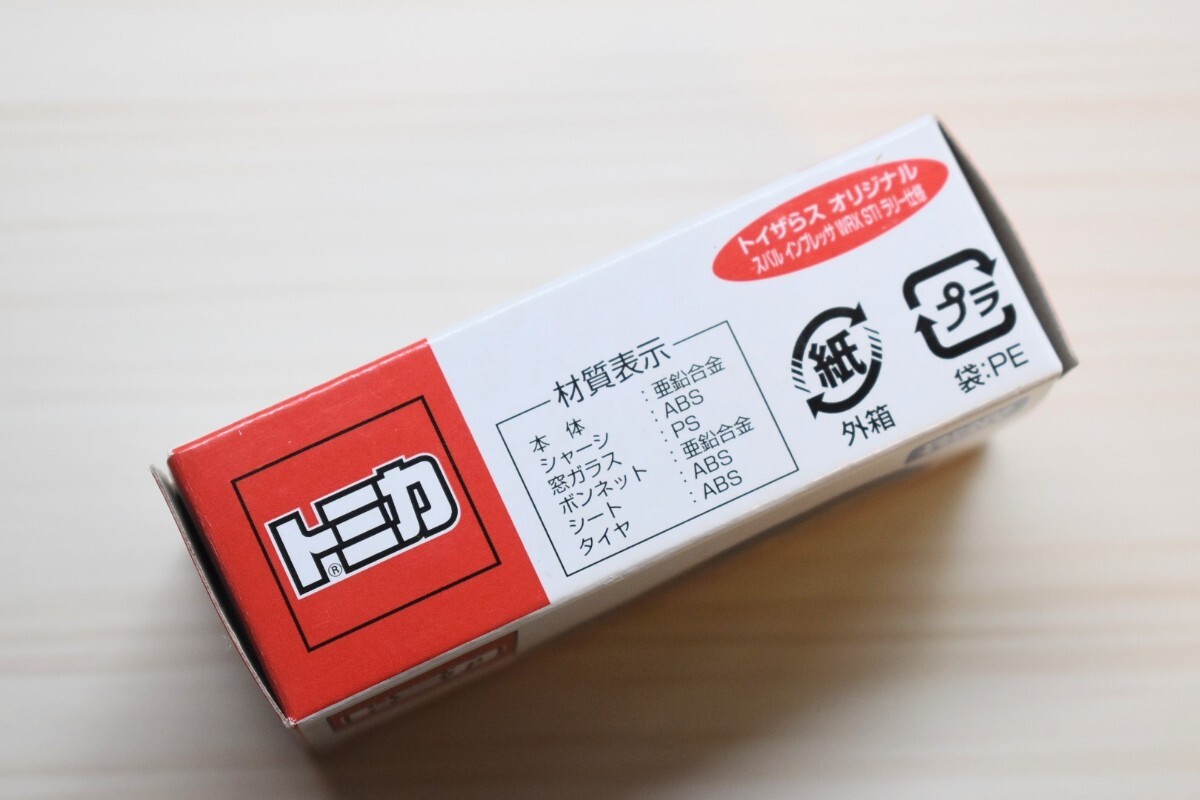 トイザらス オリジナル
スバル インプレッサ WRX STI ラリー仕様
材質表示
本体 : 亜鉛合金
シャーシ : ABS
窓ガラス : PS
ボンネット : 亜鉛合金
シート : ABS
タイヤ : ABS
紙
外箱
プラ
袋:PE
トミカ®